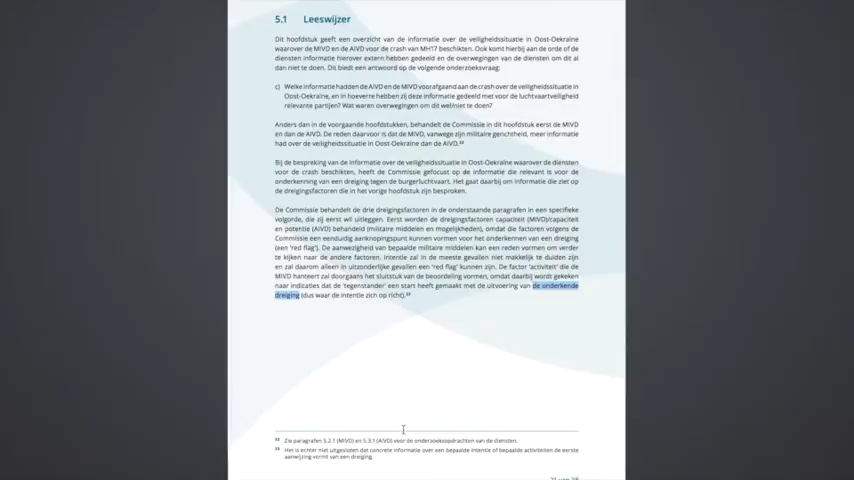 5.1 Leeswijzer
Dit hoofdstuk geeft een overzicht van de informatie over de veiligheidssituatie in Oost-Oekraïne
waarover de MIVD en de AIVD voor de crash van MH17 beschikten. Ook komt hierbij aan de orde of de
diensten informatie hierover extern hebben gedeeld en de overwegingen van de diensten om dit al
dan niet te doen. Dit biedt een antwoord op de volgende onderzoeksvraag:
c) Welke informatie hadden de AIVD en de MIVD voorafgaand aan de crash over de veiligheidssituatie in
Oost-Oekraïne, en in hoeverre hebben zij deze informatie gedeeld met voor de luchtvaartveiligheid
relevante partijen? Wat waren overwegingen om dit wel/niet te doen?
Anders dan in de voorgaande hoofdstukken, behandelt de Commissie in dit hoofdstuk eerst de MIVD
en dan de AIVD. De reden daarvoor is dat de MIVD, vanwege zijn militaire gerichtheid, meer informatie
had over de veiligheidssituatie in Oost-Oekraïne dan de AIVD.²²
Bij de bespreking van de informatie over de veiligheidssituatie in Oost-Oekraïne waarover de diensten
voor de crash beschikten, heeft de Commissie gefocust op de informatie die relevant is voor de
onderkenning van een dreiging tegen de burgerluchtvaart. Het gaat daarbij om informatie die ziet op
de dreigingsfactoren die in het vorige hoofdstuk zijn besproken.
De Commissie behandelt de drie dreigingsfactoren in de onderstaande paragrafen in een specifieke
volgorde, die zij eerst wil uitleggen. Eerst worden de dreigingsfactoren capaciteit (MIVD)/capaciteit
en potentie (AIVD) behandeld (militaire middelen en mogelijkheden), omdat die factoren volgens de
Commissie een eenduidig aanknopingspunt kunnen vormen voor het onderkennen van een dreiging
(een 'red flag'). De aanwezigheid van bepaalde militaire middelen kan een reden vormen om verder
te kijken naar de andere factoren. Intentie zal in de meeste gevallen niet makkelijk te duiden zijn
en zal daarom alleen in uitzonderlijke gevallen een 'red flag' kunnen zijn. De factor 'activiteit' die de
MIVD hanteert zal doorgaans het sluitstuk van de beoordeling vormen, omdat daarbij wordt gekeken
naar indicaties dat de 'tegenstander' een start heeft gemaakt met de uitvoering van de onderkende
dreiging (dus waar de intentie zich op richt).²³
²² Zie paragrafen 5.2.1 (MIVD) en 5.3.1 (AIVD) voor de onderzoeksopdrachten van de diensten.
²³ Het is echter niet uitgesloten dat concrete informatie over een bepaalde intentie of bepaalde activiteiten de eerste
aanwijzing vormt van een dreiging.